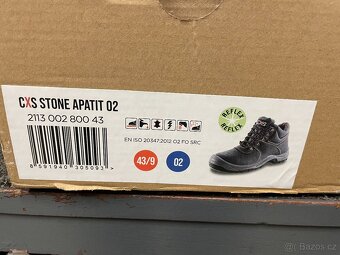 CXS STONE APATIT 02
2113 002 800 43
REFLEX
REFLEX
EN ISO 20347:2012 O2 FO SRC
43/9
02
8 591940 305093 >
Sbazos.cz